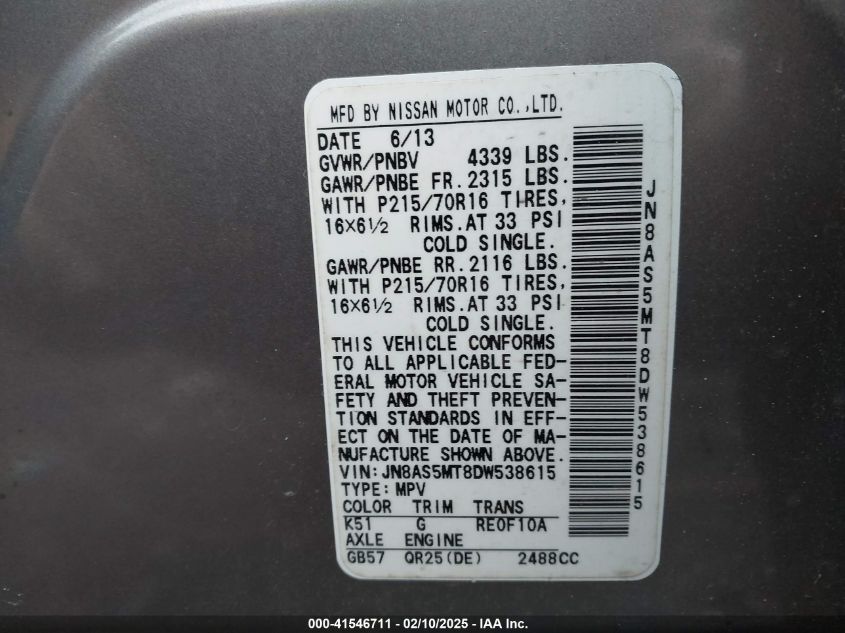 MFD BY NISSAN MOTOR CO.,LTD.
DATE 6/13
GVWR/PNBV 4339 LBS.
GAWR/PNBE FR. 2315 LBS.
WITH P215/70R16 TIRES,
16X6½ RIMS.AT 33 PSI
COLD SINGLE.
GAWR/PNBE RR. 2116 LBS.
WITH P215/70R16 TIRES,
16X6½ RIMS.AT 33 PSI
COLD SINGLE.
THIS VEHICLE CONFORMS
TO ALL APPLICABLE FED-
ERAL MOTOR VEHICLE SA-
FETY AND THEFT PREVEN-
TION STANDARDS IN EFF-
ECT ON THE DATE OF MA-
NUFACTURE SHOWN ABOVE.
VIN:JN8AS5MT8DW538615
TYPE:MPV
COLOR TRIM TRANS
K51 G RE0F10A
AXLE ENGINE
GB57 QR25(DE) 2488CC
JN8AS5MT8DW538615
000-41546711 - 02/10/2025 - IAA Inc.